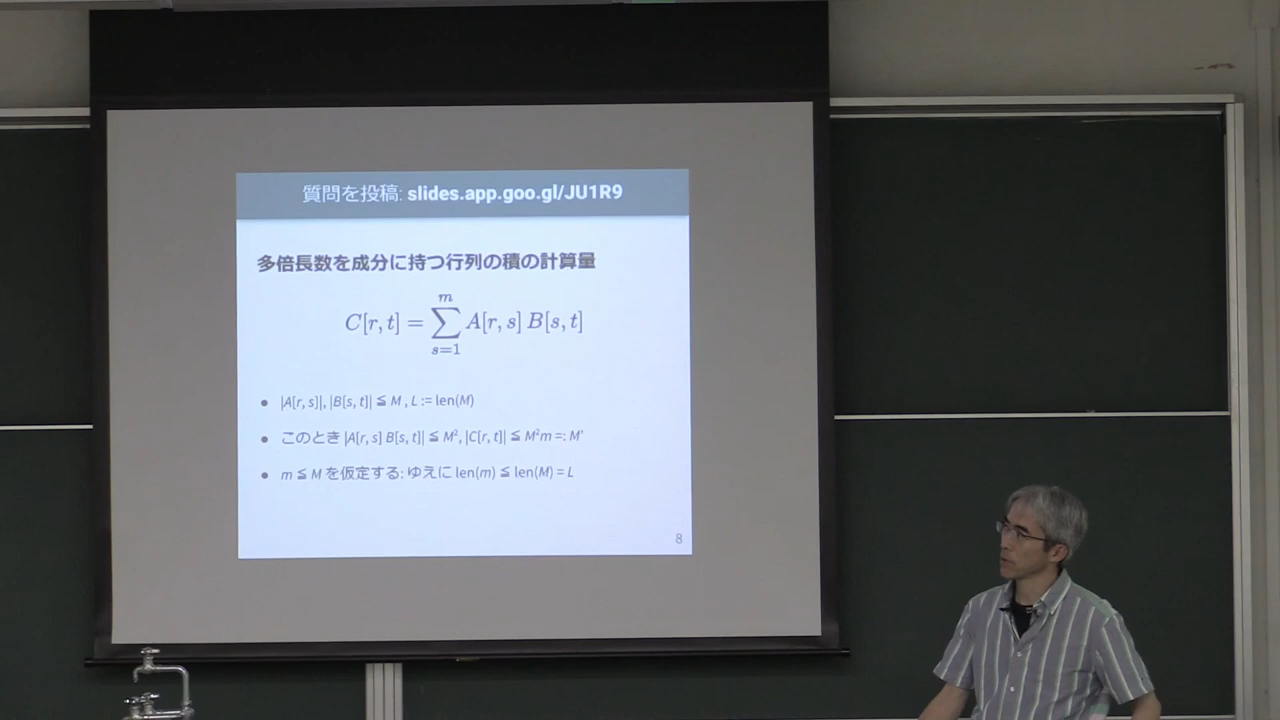 質問を投稿: slides.app.goo.gl/JU1R9
多倍長数を成分に持つ行列の積の計算量
m
C[r, t] = ∑ A[r, s] B[s, t]
s=1
● |A[r, s]|, |B[s, t]| ≦ M , L := len(M)
● このとき |A[r, s] B[s, t]| ≦ M², |C[r, t]| ≦ M²m =: M'
● m ≦ M を仮定する: ゆえに len(m) ≦ len(M) = L
8